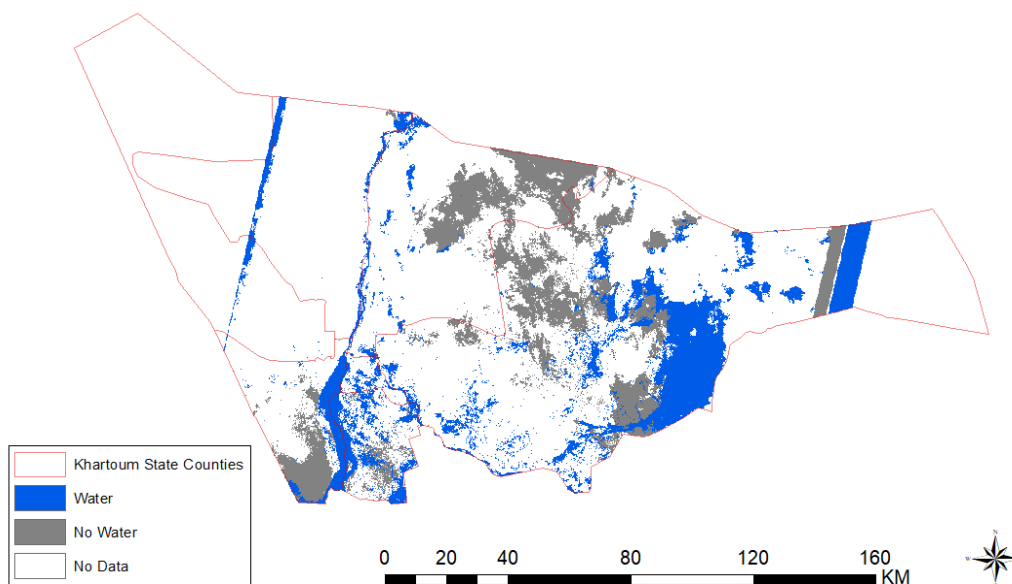 Khartoum State Counties
Water
No Water
No Data
0 20 40 80 120 160
KM
N
W
E
S